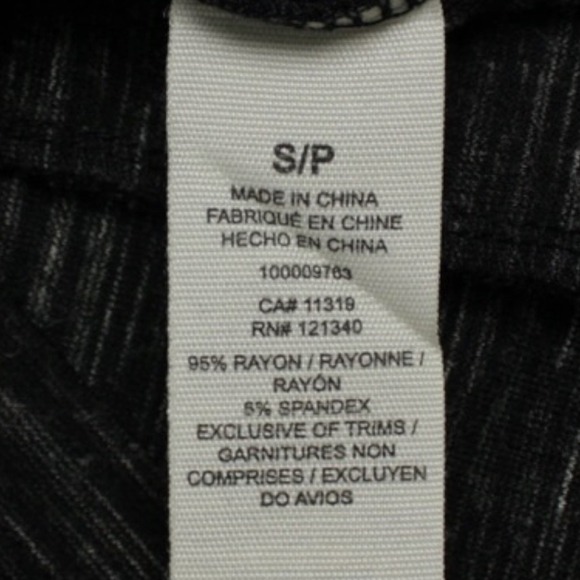 S/P
MADE IN CHINA
FABRIQUÉ EN CHINE
HECHO EN CHINA
100009763
CA# 11319
RN# 121340
95% RAYON / RAYONNE /
RAYÓN
5% SPANDEX
EXCLUSIVE OF TRIMS /
GARNITURES NON
COMPRISES / EXCLUYEN
DO AVIOS